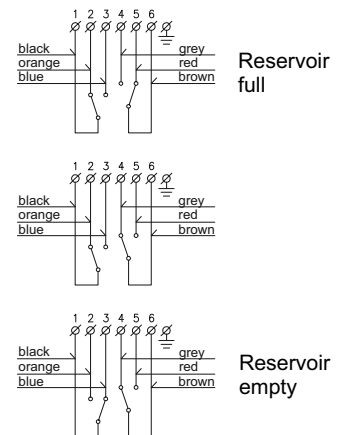 1 2 3 4 5 6
black grey
orange red
blue brown
Reservoir
full
1 2 3 4 5 6
black grey
orange red
blue brown
1 2 3 4 5 6
black grey
orange red
blue brown
Reservoir
empty